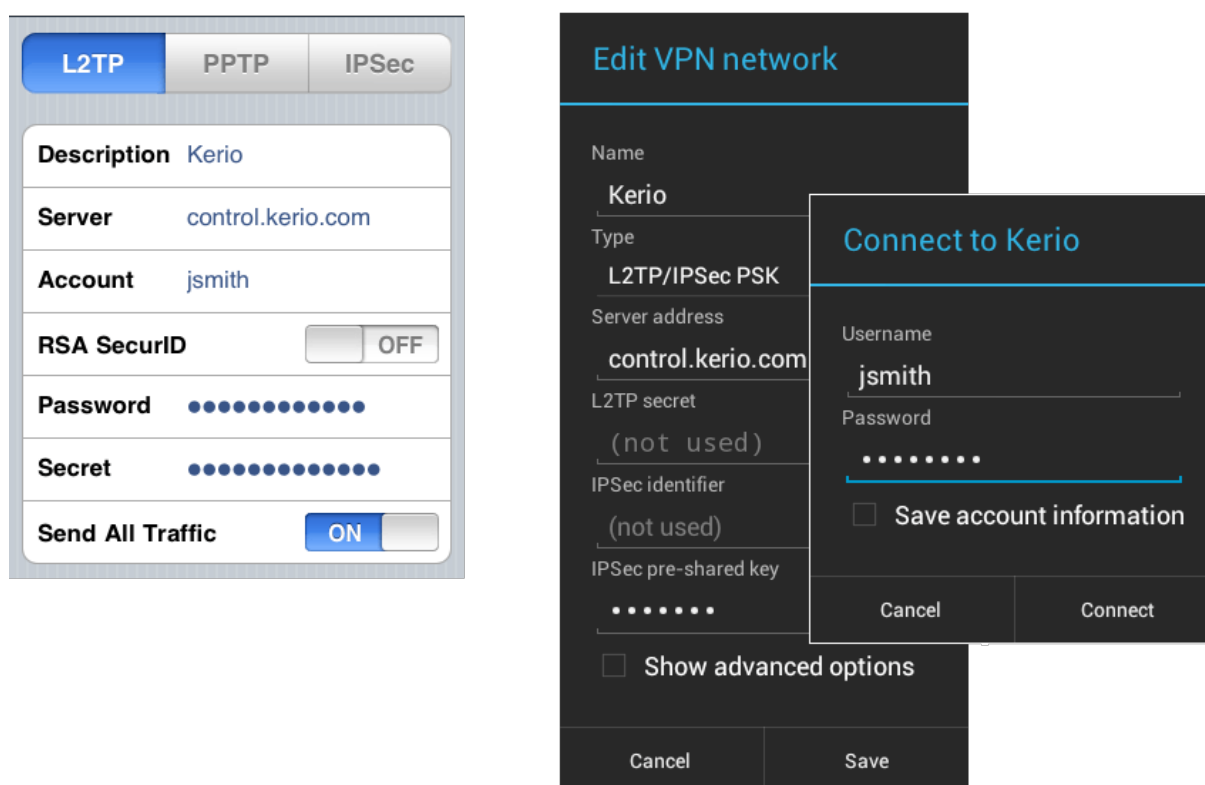 L2TP PPTP IPSec
Description Kerio
Server control.kerio.com
Account jsmith
RSA SecurID OFF
Password ●●●●●●●●●●●●
Secret ●●●●●●●●●●●●●
Send All Traffic ON
Edit VPN network
Name
Kerio
Type
L2TP/IPSec PSK
Server address
control.kerio.com
L2TP secret
(not used)
IPSec identifier
(not used)
IPSec pre-shared key
•••••••
Show advanced options
Cancel Save
Connect to Kerio
Username
jsmith
Password
••••••••
Save account information
Cancel Connect